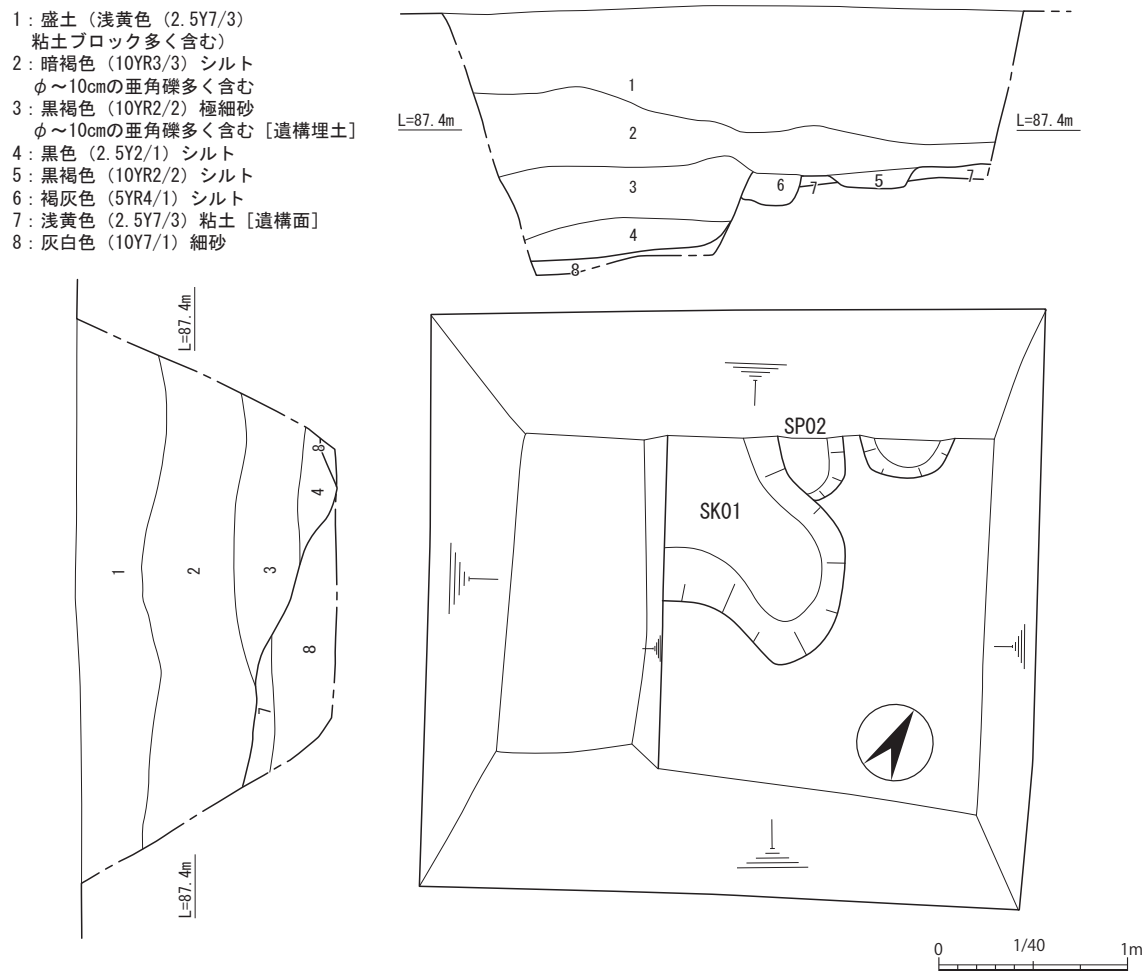 1：盛土（浅黄色（2.5Y7/3）
粘土ブロック多く含む）
2：暗褐色（10YR3/3）シルト
φ～10㎝の亜角礫多く含む
3：黒褐色（10YR2/2）極細砂
φ～10㎝の亜角礫多く含む［遺構埋土］
4：黒色（2.5Y2/1）シルト
5：黒褐色（10YR2/2）シルト
6：褐灰色（5YR4/1）シルト
7：浅黄色（2.5Y7/3）粘土［遺構面］
8：灰白色（10Y7/1）細砂
L=87.4m
L=87.4m
1
2
3
4
6
7
5
7
8
L=87.4m
L=87.4m
1
2
3
4
8
8
7
SP02
SK01
0
1/40
1m